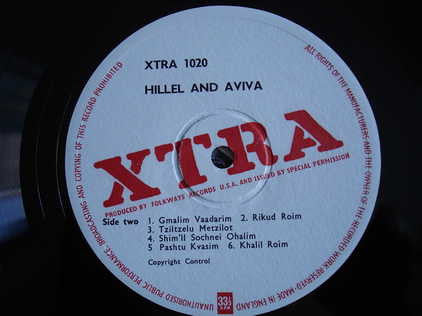 XTRA 1020
HILLEL AND AVIVA
XTRA
PRODUCED BY FOLKWAYS RECORDS U.S.A. AND ISSUED BY SPECIAL PERMISSION
Side two
1. Gmalim Vaadarim 2. Rikud Roim
3. Tziltzelu Metzilot
4. Shim'll Sochnei Ohalim
5. Pashtu Kvasim 6. Khalil Roim
Copyright Control
33⅓
ALL RIGHTS OF THE MANUFACTURERS AND THE OWNER OF THE RECORDED WORK RESERVED-MADE IN ENGLAND
UNAUTHORISED PUBLIC PERFORMANCE, BROADCASTING AND COPYING OF THIS RECORD PROHIBITED